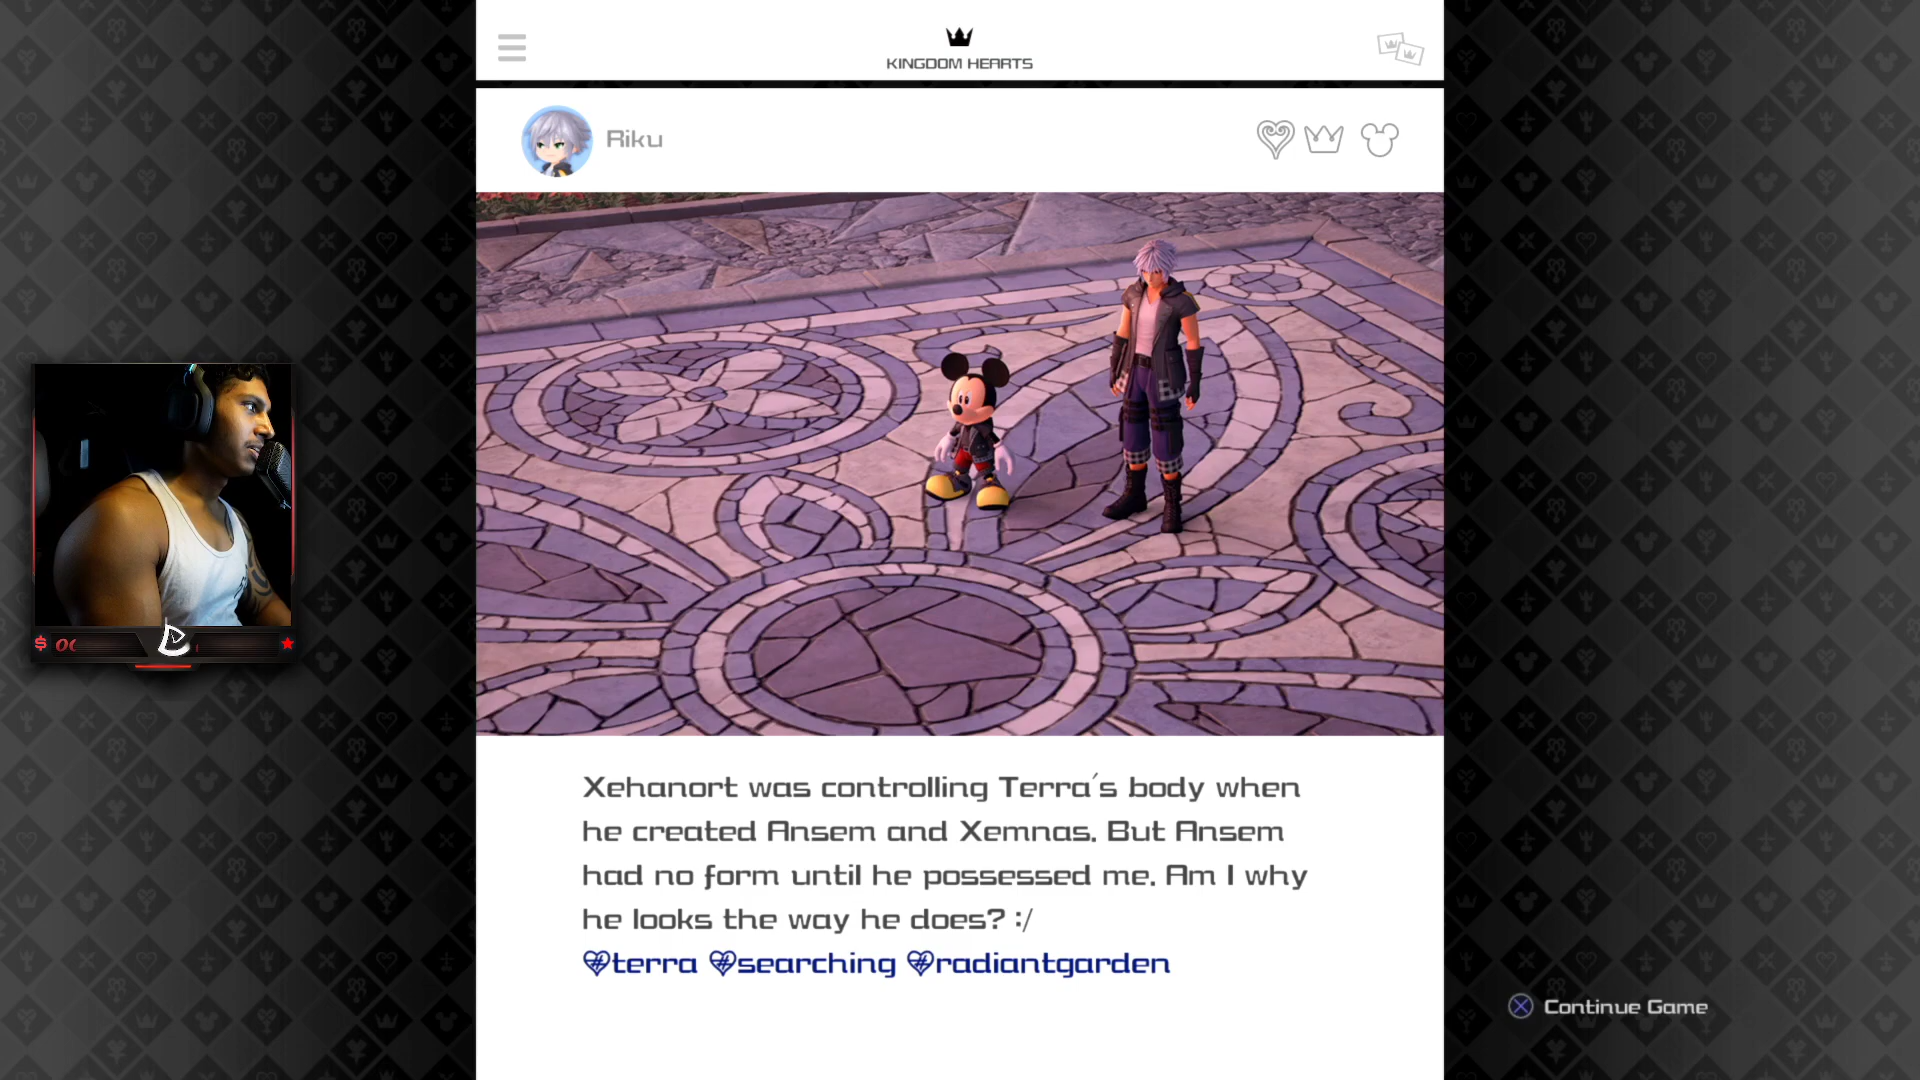 KINGDOM HEARTS
Riku
Xehanort was controlling Terra's body when
he created Ansem and Xemnas. But Ansem
had no form until he possessed me. Am I why
he looks the way he does? :/
#terra #searching #radiantgarden
Continue Game